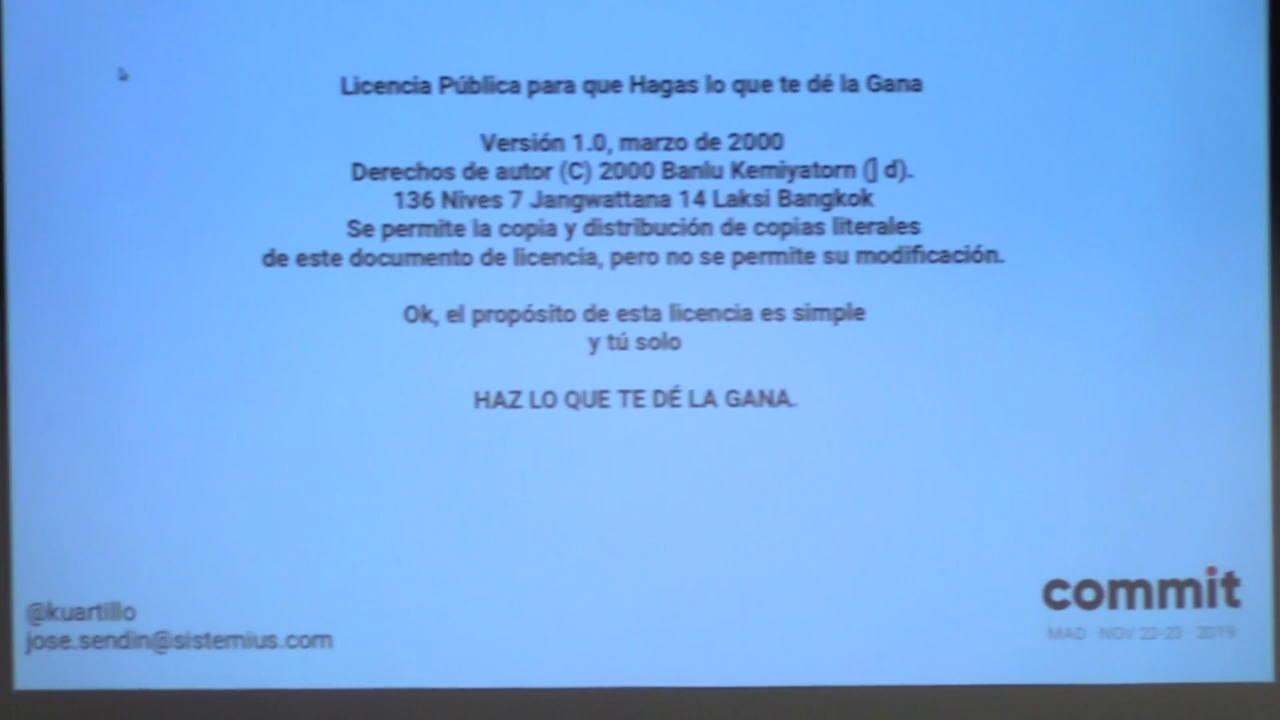 Licencia Pública para que Hagas lo que te dé la Gana
Versión 1.0, marzo de 2000
Derechos de autor (C) 2000 Banlu Kemiyatorn (] d).
136 Nives 7 Jangwattana 14 Laksi Bangkok
Se permite la copia y distribución de copias literales
de este documento de licencia, pero no se permite su modificación.
Ok, el propósito de esta licencia es simple
y tú solo
HAZ LO QUE TE DÉ LA GANA.
@kuartillo
jose.sendin@sistemius.com
commit
MAD · NOV 22-23 · 2019